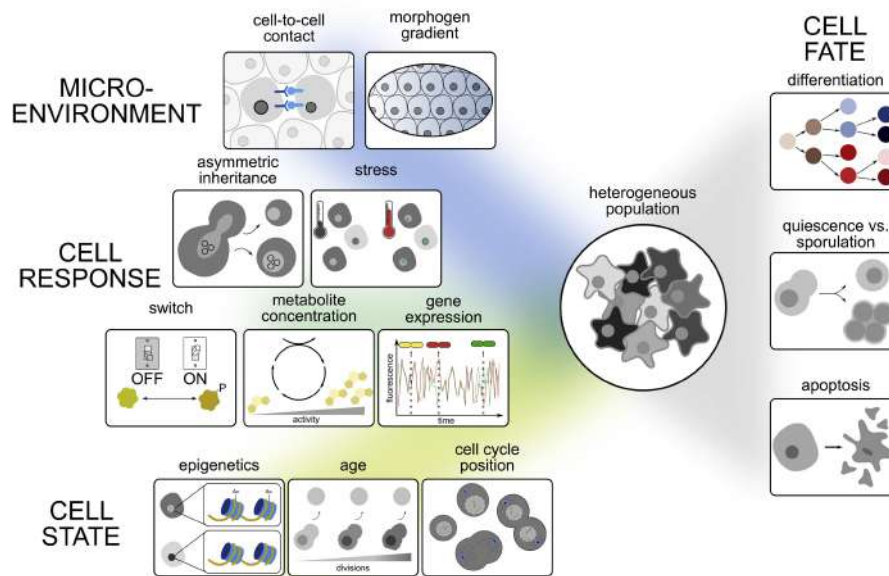 cell-to-cell
contact
morphogen
gradient
MICRO-
ENVIRONMENT
asymmetric
inheritance
stress
CELL
RESPONSE
switch
OFF ON
P
metabolite
concentration
activity
gene
expression
fluorescence
time
epigenetics
age
divisions
cell cycle
position
CELL
STATE
heterogeneous
population
CELL
FATE
differentiation
quiescence vs.
sporulation
apoptosis